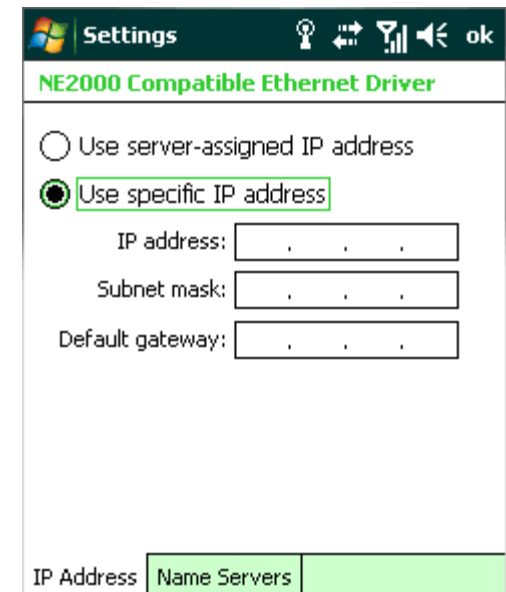 Settings ok
NE2000 Compatible Ethernet Driver
Use server-assigned IP address
Use specific IP address
IP address: . . .
Subnet mask: . . .
Default gateway: . . .
IP Address Name Servers